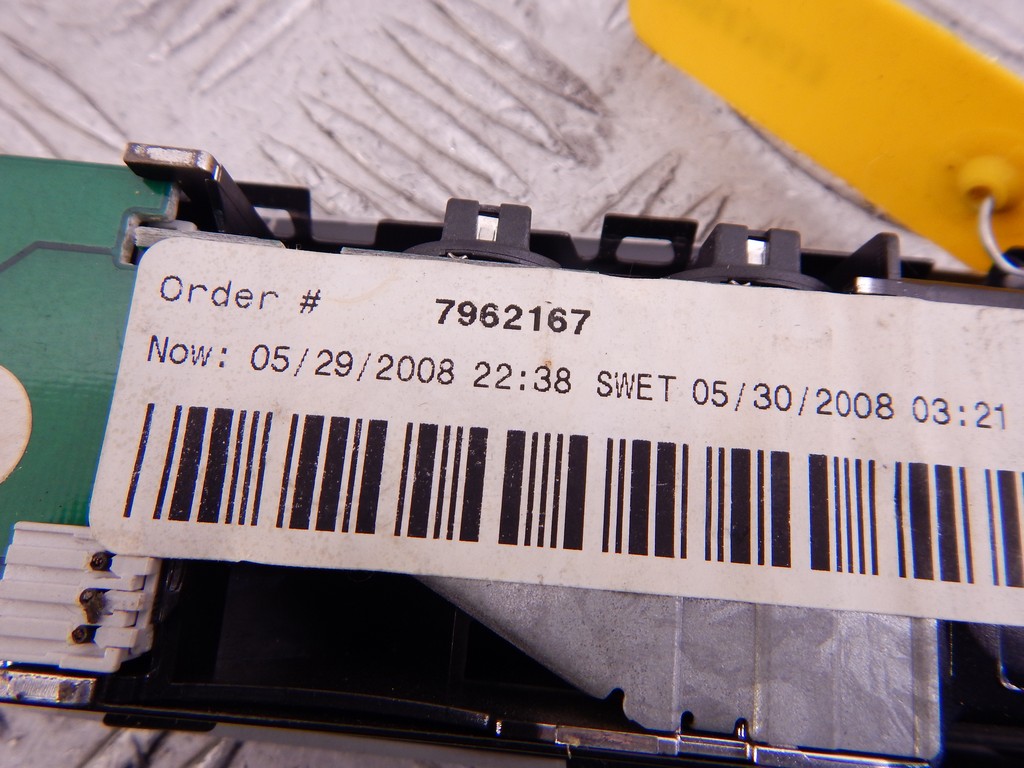 Order # 7962167
Now: 05/29/2008 22:38 SWET 05/30/2008 03:21